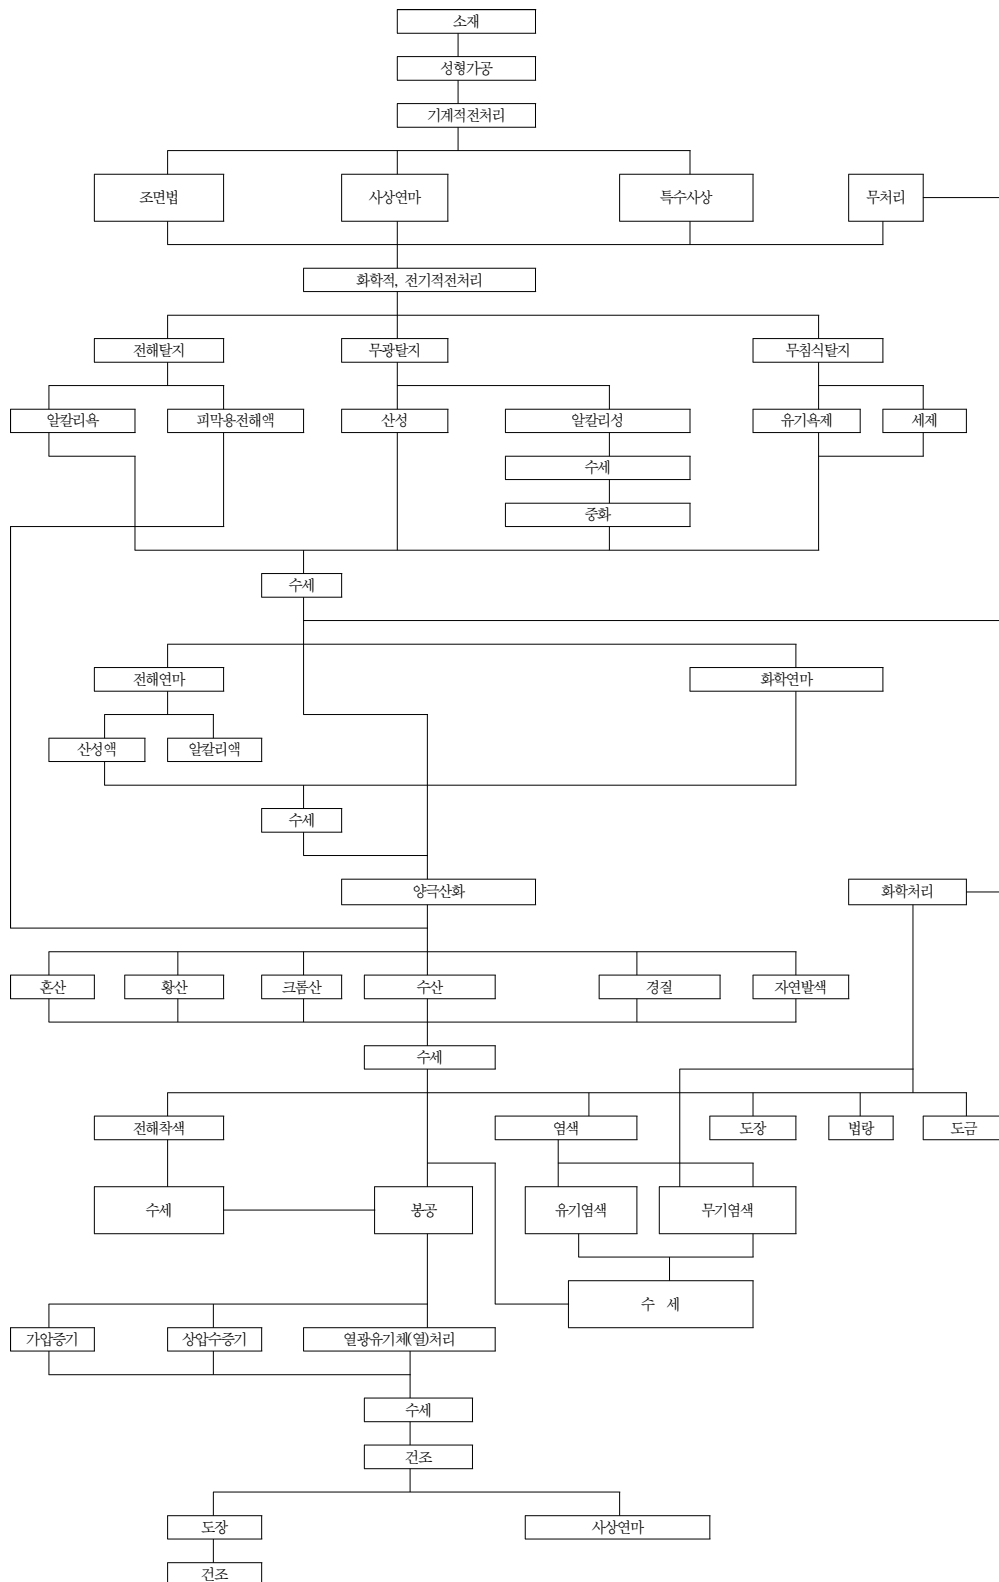 소재
성형가공
기계적전처리
조면법
사상연마
특수사상
무처리
화학적, 전기적전처리
전해탈지
무광탈지
무침식탈지
알칼리욕
피막용전해액
산성
알칼리성
유기욕제
세제
수세
중화
수세
전해연마
화학연마
산성액
알칼리액
수세
양극산화
화학처리
혼산
황산
크롬산
수산
경질
자연발색
수세
전해착색
염색
도장
법랑
도금
수세
봉공
유기염색
무기염색
수 세
가압증기
상압수증기
열광유기체(열)처리
수세
건조
도장
사상연마
건조